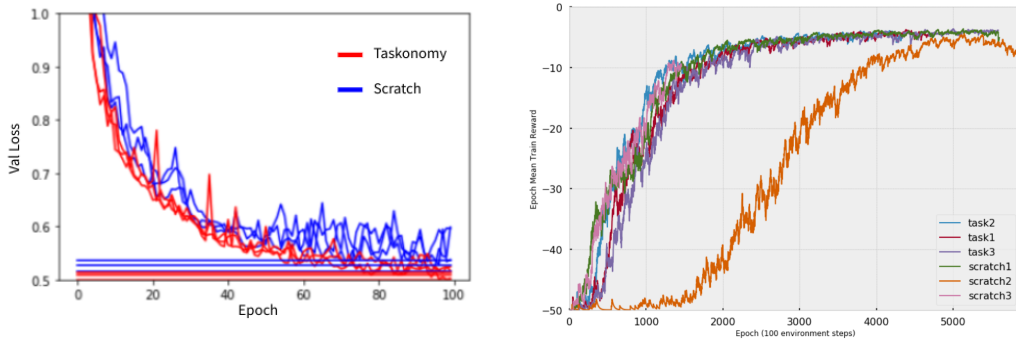 Val Loss
1.0
0.9
0.8
0.7
0.6
0.5
0
20
40
60
80
100
Epoch
Taskonomy
Scratch
Epoch Mean Train Reward
0
−10
−20
−30
−40
−50
0
1000
2000
3000
4000
5000
Epoch (100 environment steps)
task2
task1
task3
scratch1
scratch2
scratch3